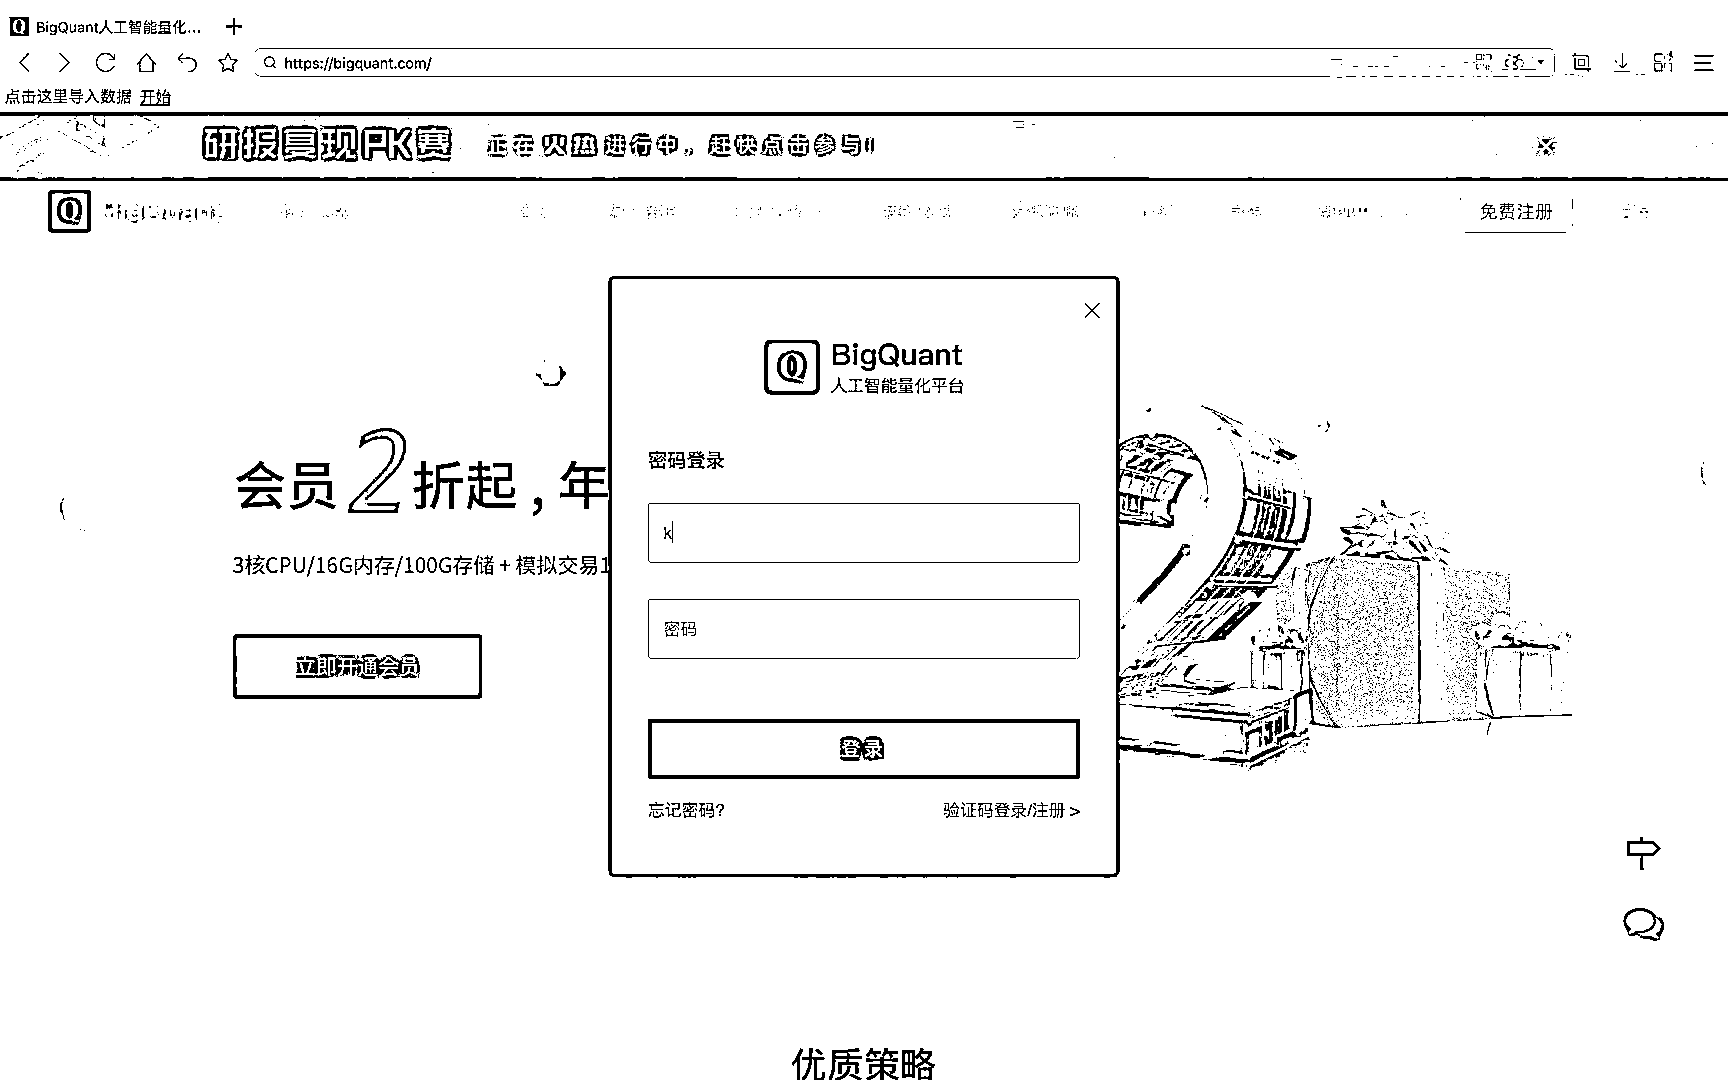 BigQuant人工智能量化...
https://bigquant.com/
点击这里导入数据 开始
研报复现PK赛 正在火热进行中，赶快点击参与!!
BigQuant
免费注册
BigQuant
人工智能量化平台
密码登录
k
密码
登录
忘记密码? 验证码登录/注册 >
会员2折起，年
3核CPU/16G内存/100G存储 + 模拟交易1
立即开通会员
优质策略